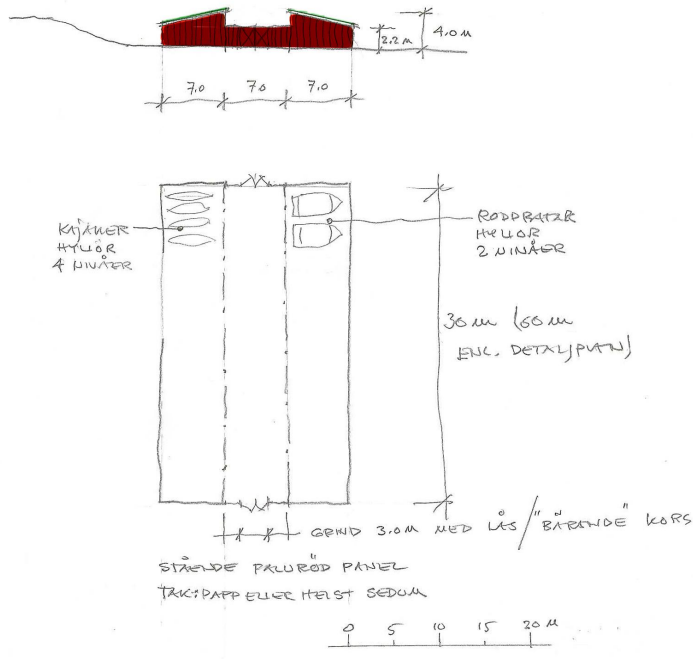 4.0 M
2.2 M
7.0 7.0 7.0
KAJAKER
HYLLOR
4 NIVÅER
RODDBÅTAR
HYLLOR
2 NIVÅER
30 m (60 m
ENL. DETALJPLAN)
GRIND 3.0 M MED LÅS / "BÄRANDE" KORS
STÅENDE FALURÖD PANEL
TAK: PAPP ELLER HELST SEDUM
0 5 10 15 20 M